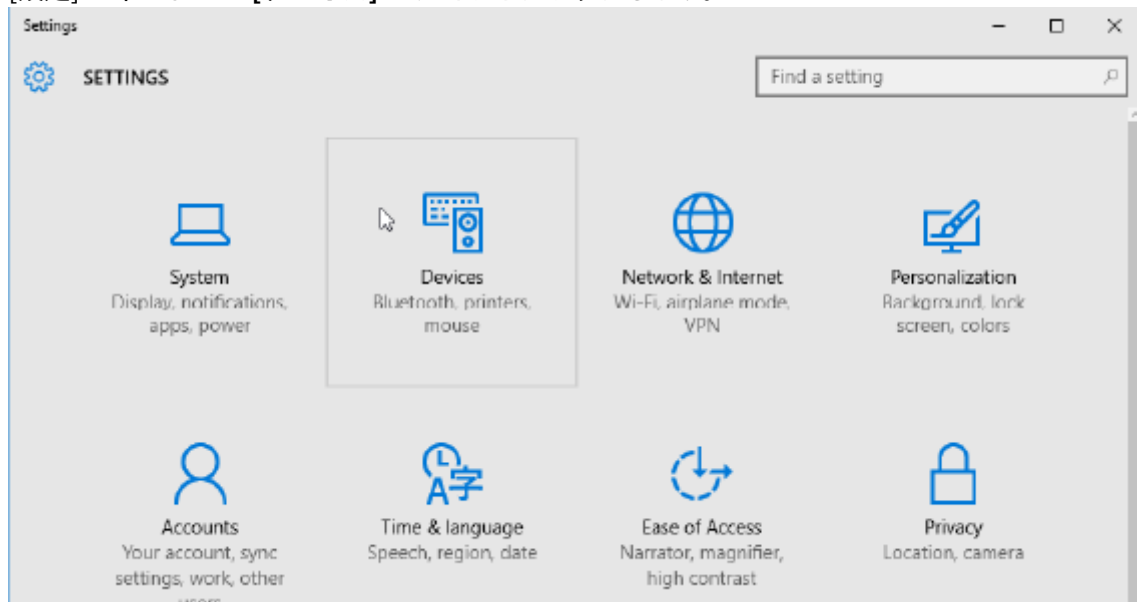 Settings
SETTINGS
Find a setting
System
Display, notifications,
apps, power
Devices
Bluetooth, printers,
mouse
Network & Internet
Wi-Fi, airplane mode,
VPN
Personalization
Background, lock
screen, colors
Accounts
Your account, sync
settings, work, other
Time & language
Speech, region, date
Ease of Access
Narrator, magnifier,
high contrast
Privacy
Location, camera